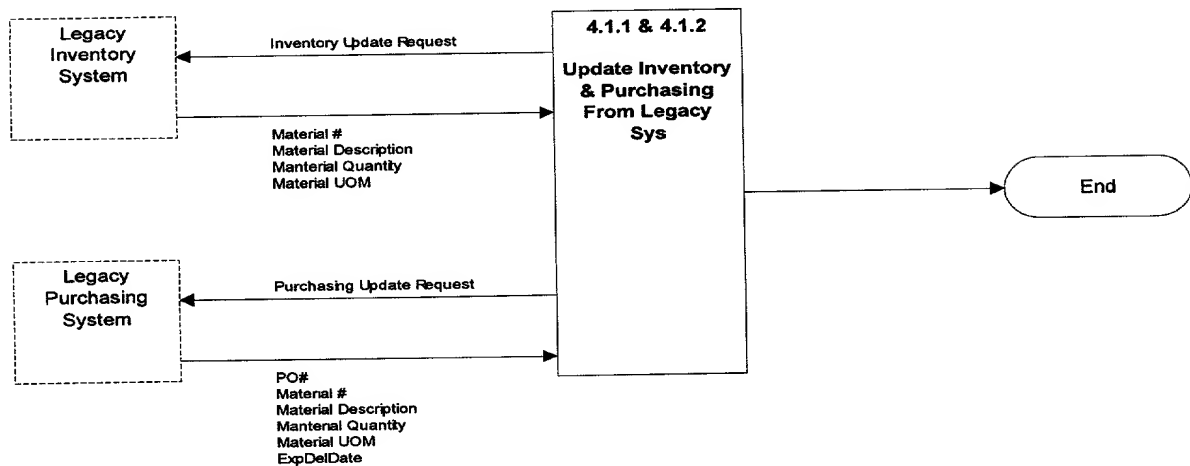 Legacy
Inventory
System
Inventory Update Request
4.1.1 & 4.1.2
Update Inventory
& Purchasing
From Legacy
Sys
Material #
Material Description
Manterial Quantity
Material UOM
End
Legacy
Purchasing
System
Purchasing Update Request
PO#
Material #
Material Description
Manterial Quantity
Material UOM
ExpDelDate